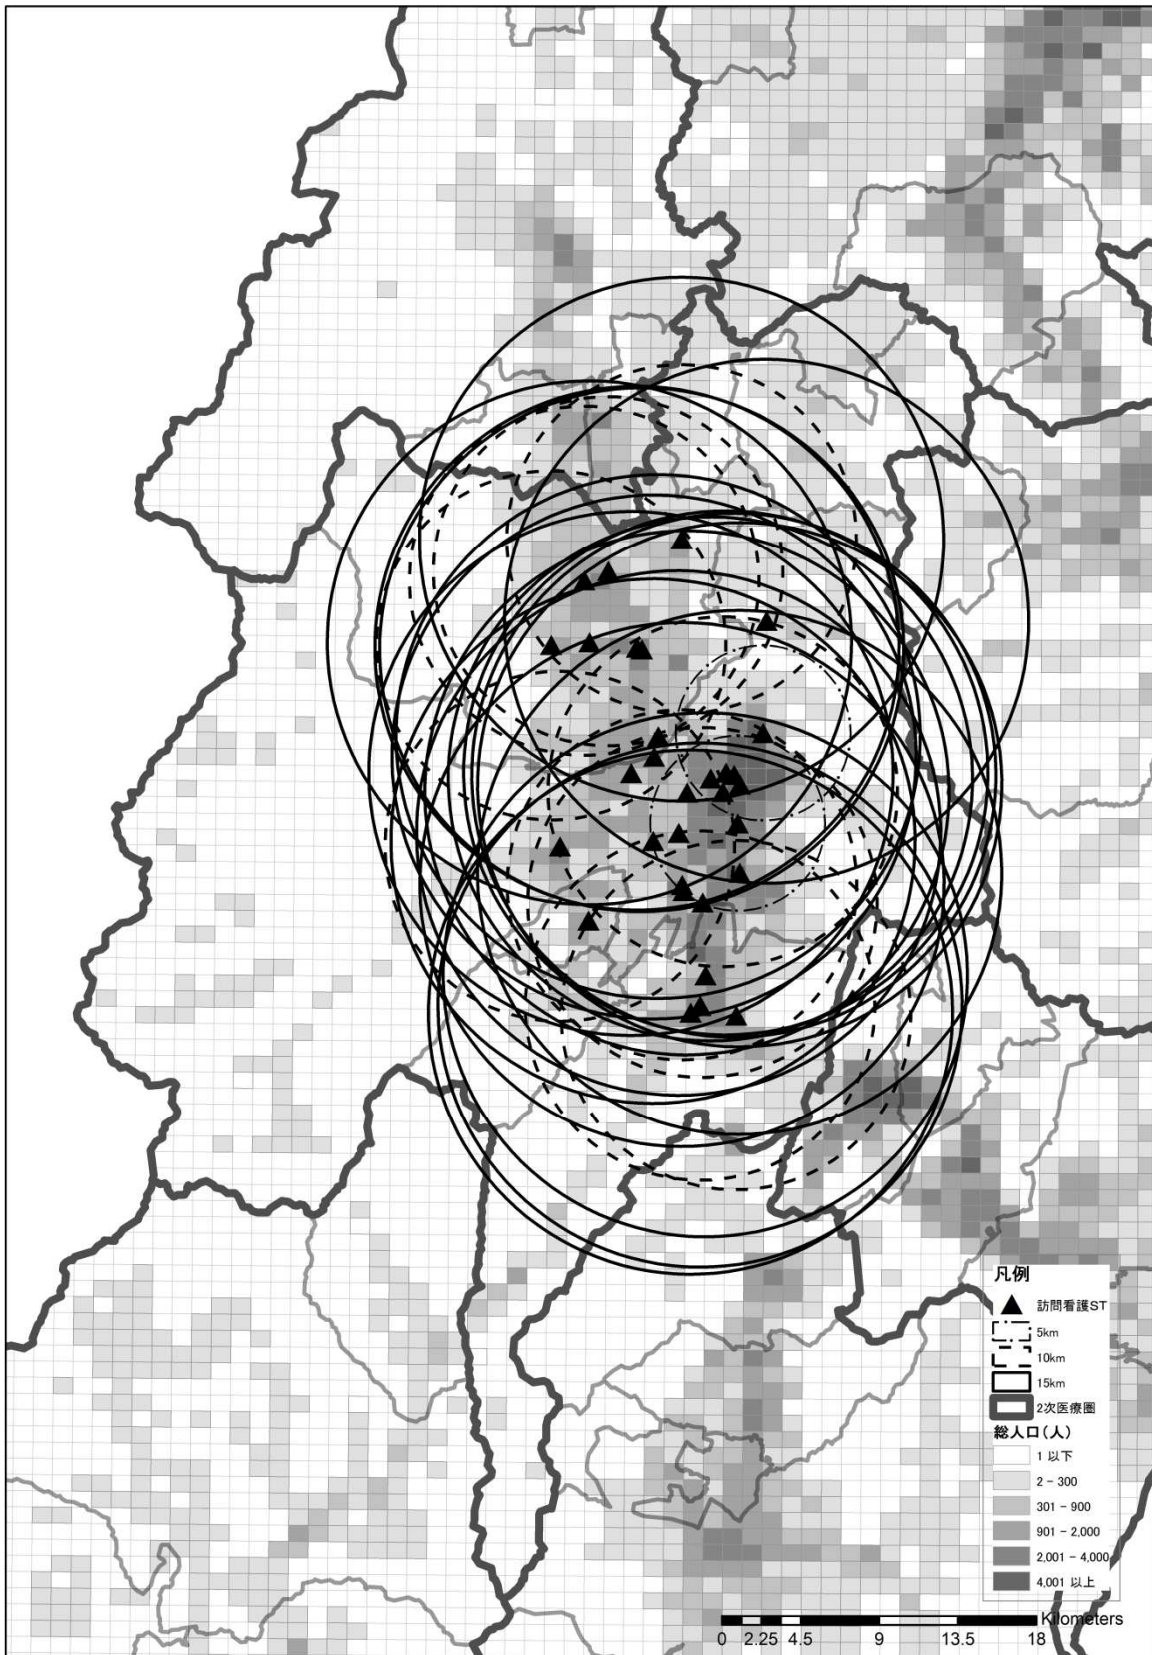 凡例
訪問看護ST
5km
10km
15km
2次医療圏
総人口(人)
1 以下
2 - 300
301 - 900
901 - 2,000
2,001 - 4,000
4,001 以上
Kilometers
0 2.25 4.5 9 13.5 18